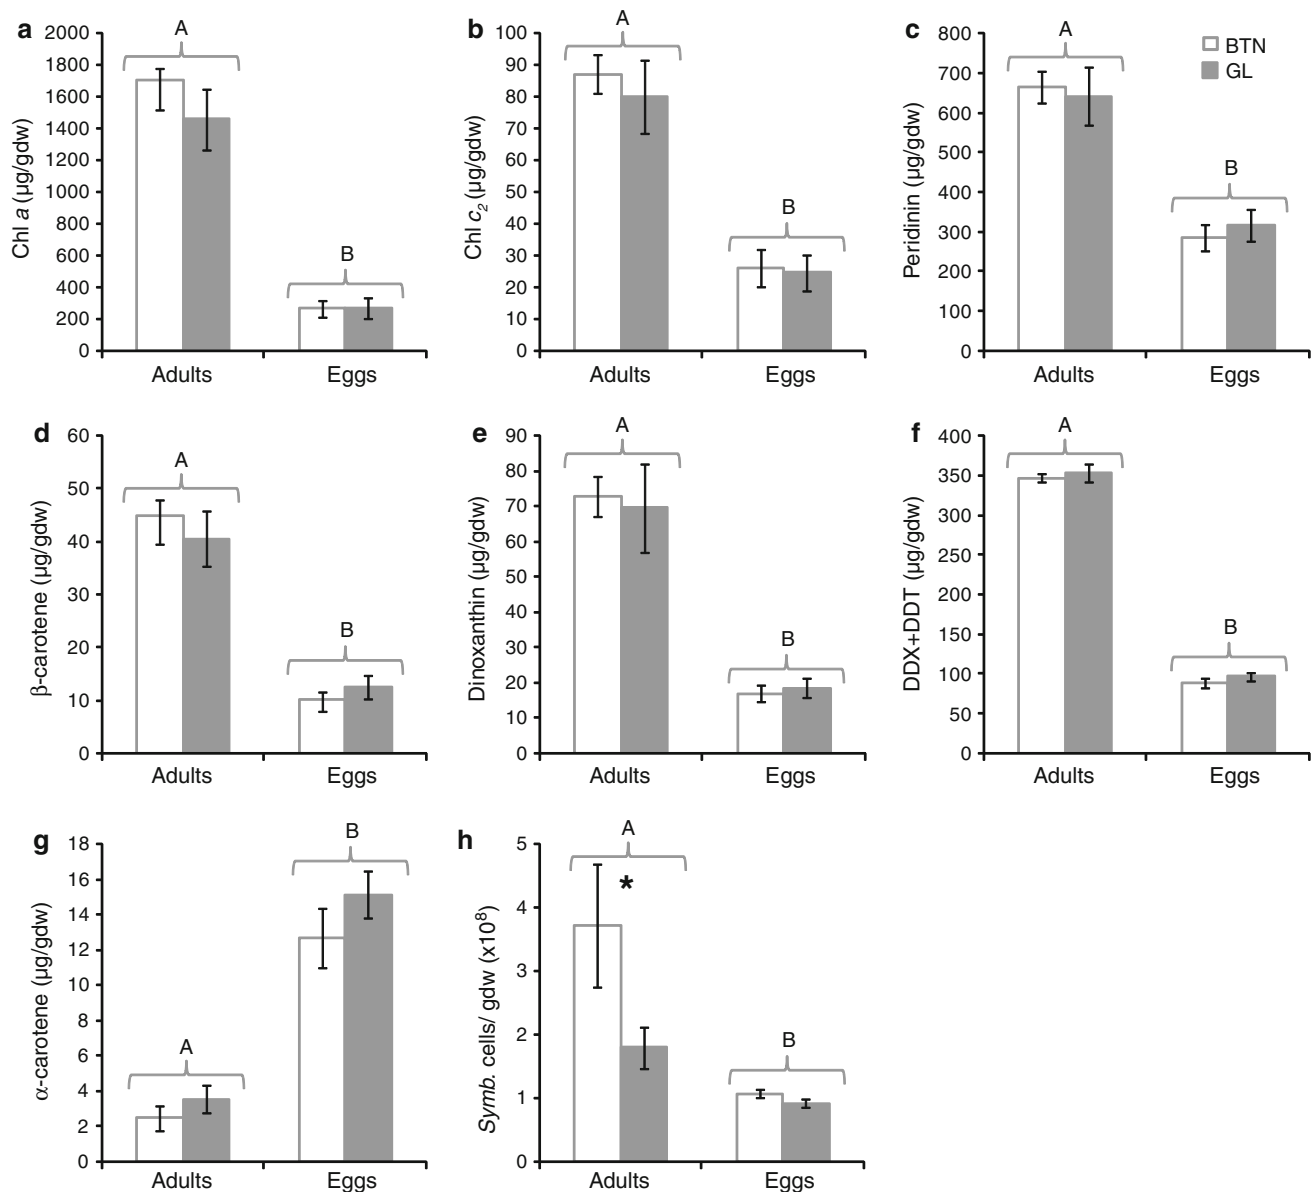 a
Chl a (µg/gdw)
2000
1800
1600
1400
1200
1000
800
600
400
200
0
A
B
Adults Eggs
b
Chl c2 (µg/gdw)
100
90
80
70
60
50
40
30
20
10
0
A
B
Adults Eggs
c
Peridinin (µg/gdw)
800
700
600
500
400
300
200
100
0
A
B
BTN
GL
Adults Eggs
d
β-carotene (µg/gdw)
60
50
40
30
20
10
0
A
B
Adults Eggs
e
Dinoxanthin (µg/gdw)
90
80
70
60
50
40
30
20
10
0
A
B
Adults Eggs
f
DDX+DDT (µg/gdw)
400
350
300
250
200
150
100
50
0
A
B
Adults Eggs
g
α-carotene (µg/gdw)
18
16
14
12
10
8
6
4
2
0
A
B
Adults Eggs
h
Symb. cells/ gdw (x10⁸)
5
4
3
2
1
0
A
*
B
Adults Eggs